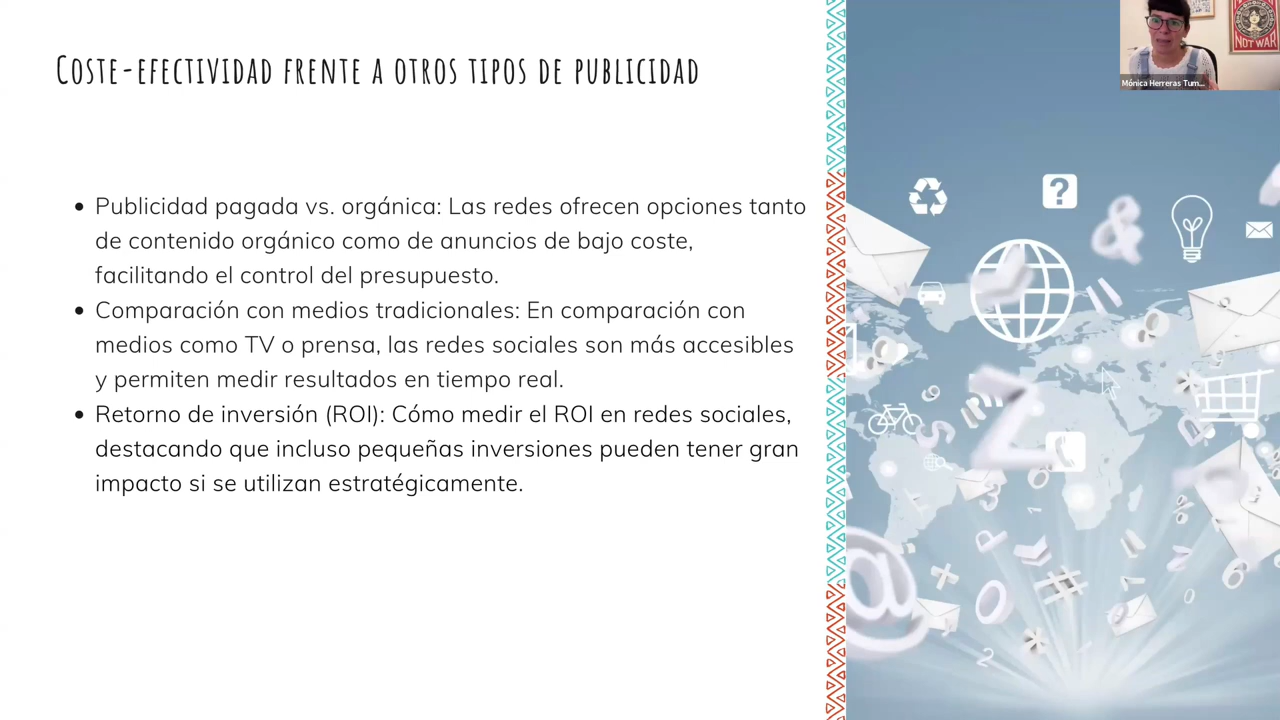 Coste-efectividad frente a otros tipos de publicidad
• Publicidad pagada vs. orgánica: Las redes ofrecen opciones tanto
de contenido orgánico como de anuncios de bajo coste,
facilitando el control del presupuesto.
• Comparación con medios tradicionales: En comparación con
medios como TV o prensa, las redes sociales son más accesibles
y permiten medir resultados en tiempo real.
• Retorno de inversión (ROI): Cómo medir el ROI en redes sociales,
destacando que incluso pequeñas inversiones pueden tener gran
impacto si se utilizan estratégicamente.
NOT WAR
Mónica Herreras Tum...